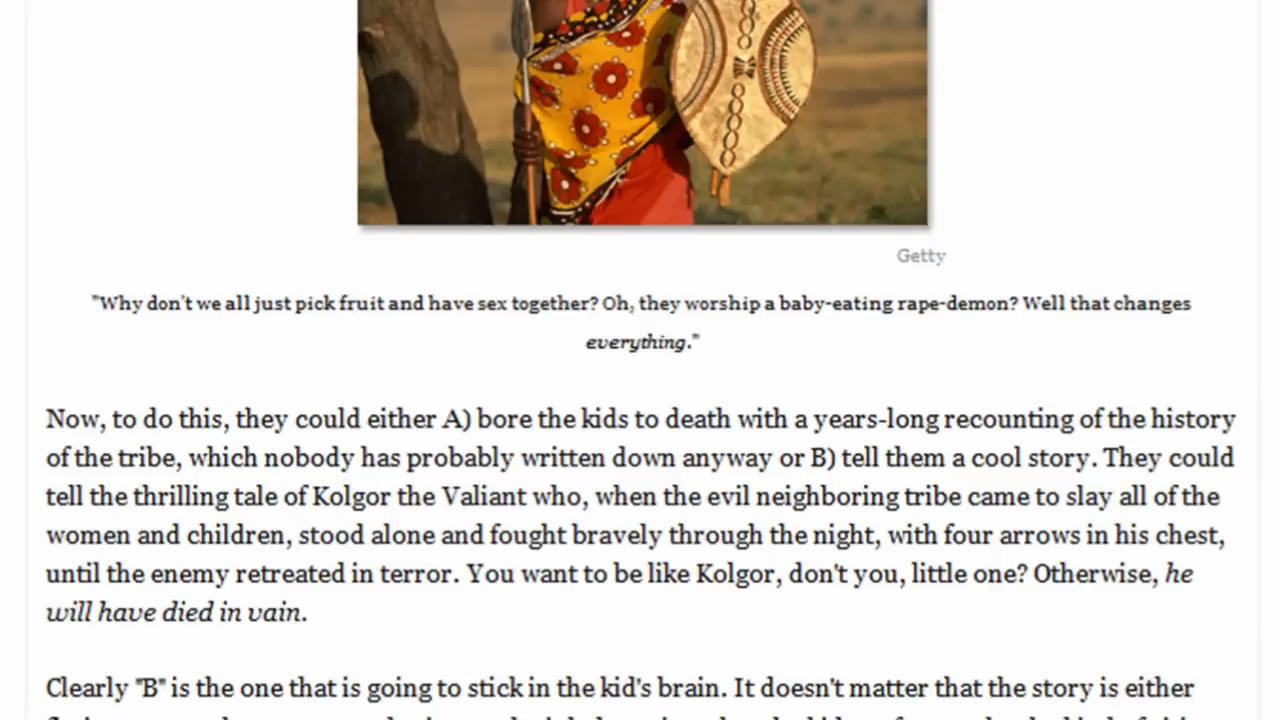 Getty
"Why don't we all just pick fruit and have sex together? Oh, they worship a baby-eating rape-demon? Well that changes
everything."
Now, to do this, they could either A) bore the kids to death with a years-long recounting of the history
of the tribe, which nobody has probably written down anyway or B) tell them a cool story. They could
tell the thrilling tale of Kolgor the Valiant who, when the evil neighboring tribe came to slay all of the
women and children, stood alone and fought bravely through the night, with four arrows in his chest,
until the enemy retreated in terror. You want to be like Kolgor, don't you, little one? Otherwise, he
will have died in vain.
Clearly "B" is the one that is going to stick in the kid's brain. It doesn't matter that the story is either